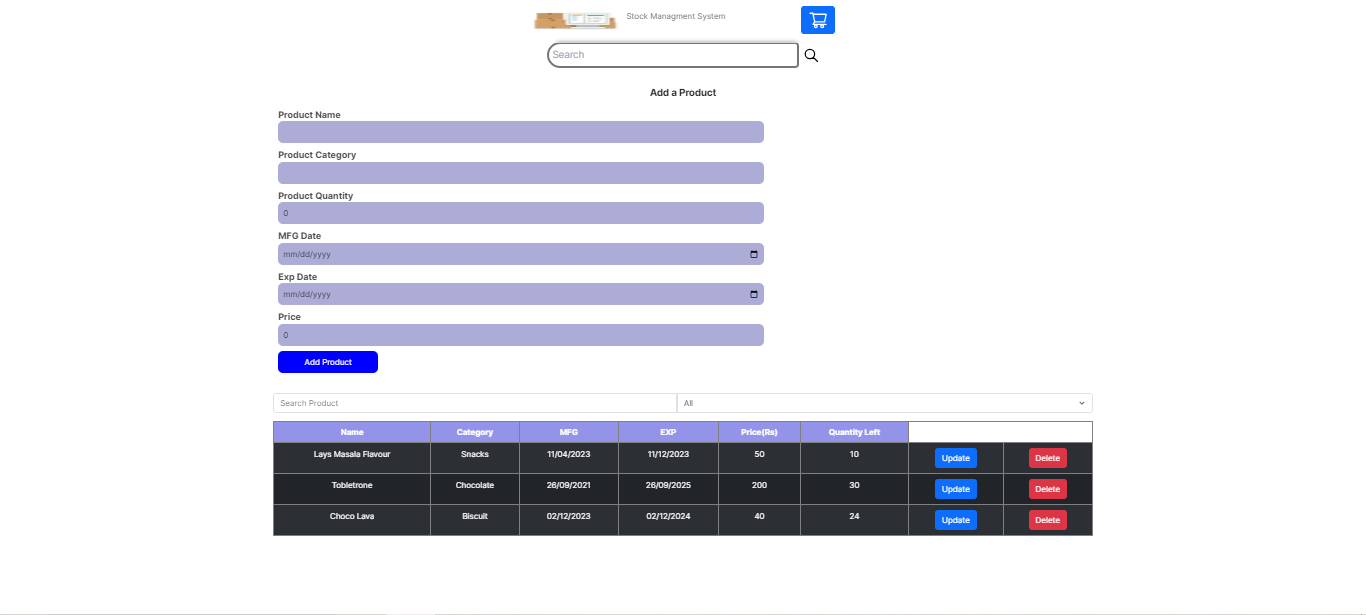 Stock Managment System
Search
Add a Product
Product Name
Product Category
Product Quantity
0
MFG Date
mm/dd/yyyy
Exp Date
mm/dd/yyyy
Price
0
Add Product
Search Product All
Name Category MFG EXP Price(Rs) Quantity Left
Lays Masala Flavour Snacks 11/04/2023 11/12/2023 50 10 Update Delete
Tobletrone Chocolate 26/09/2021 26/09/2025 200 30 Update Delete
Choco Lava Biscuit 02/12/2023 02/12/2024 40 24 Update Delete